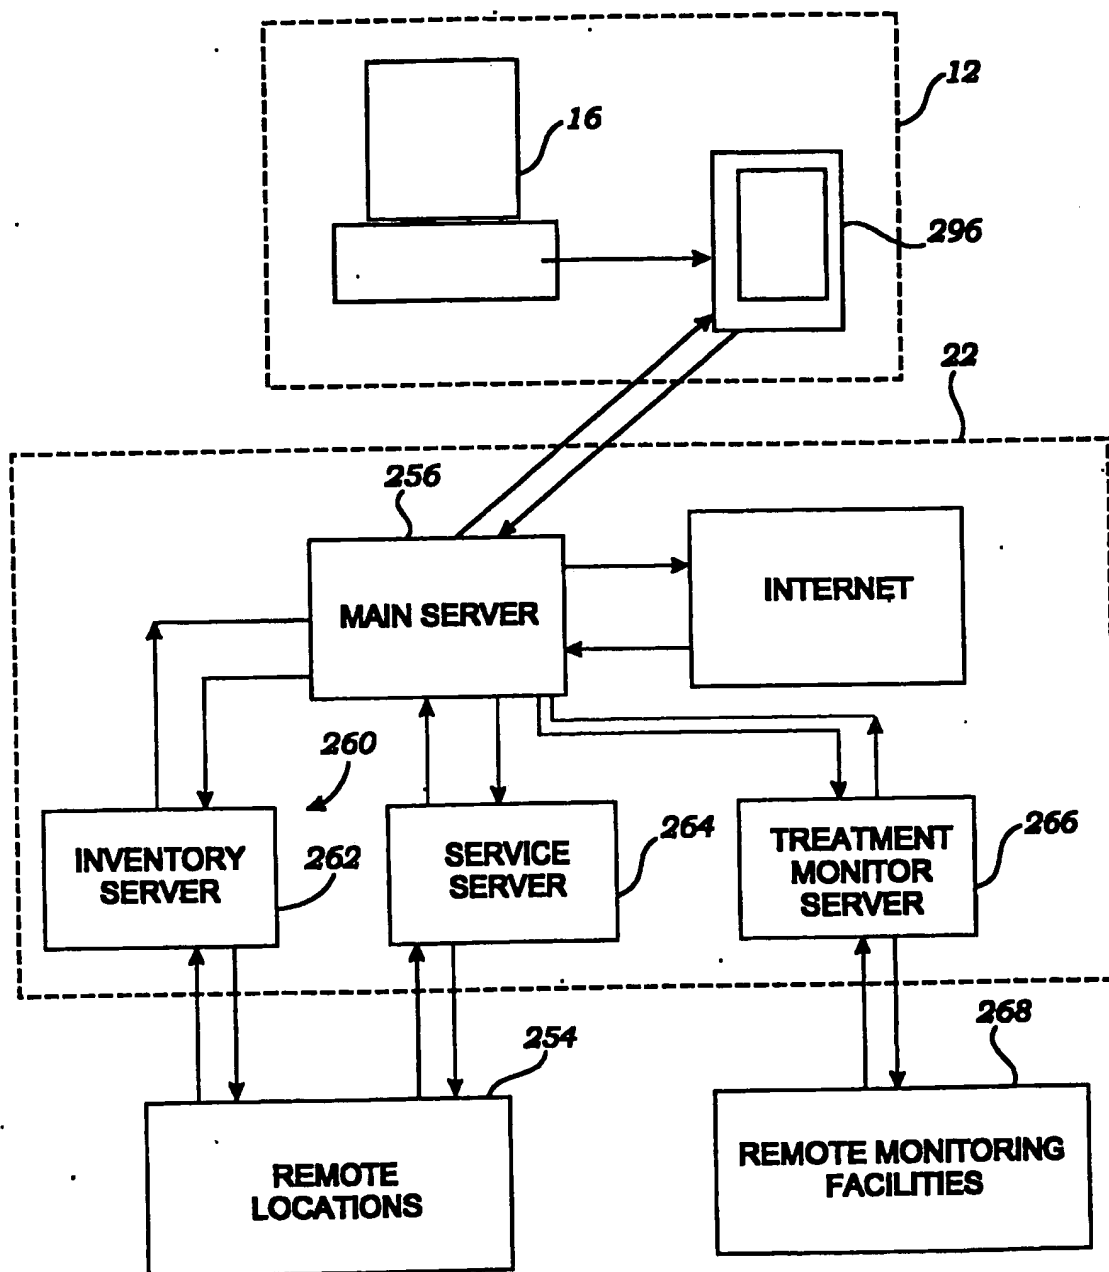 12
16
296
22
256
MAIN SERVER
INTERNET
260
INVENTORY
SERVER
262
SERVICE
SERVER
264
TREATMENT
MONITOR
SERVER
266
254
268
REMOTE
LOCATIONS
REMOTE MONITORING
FACILITIES